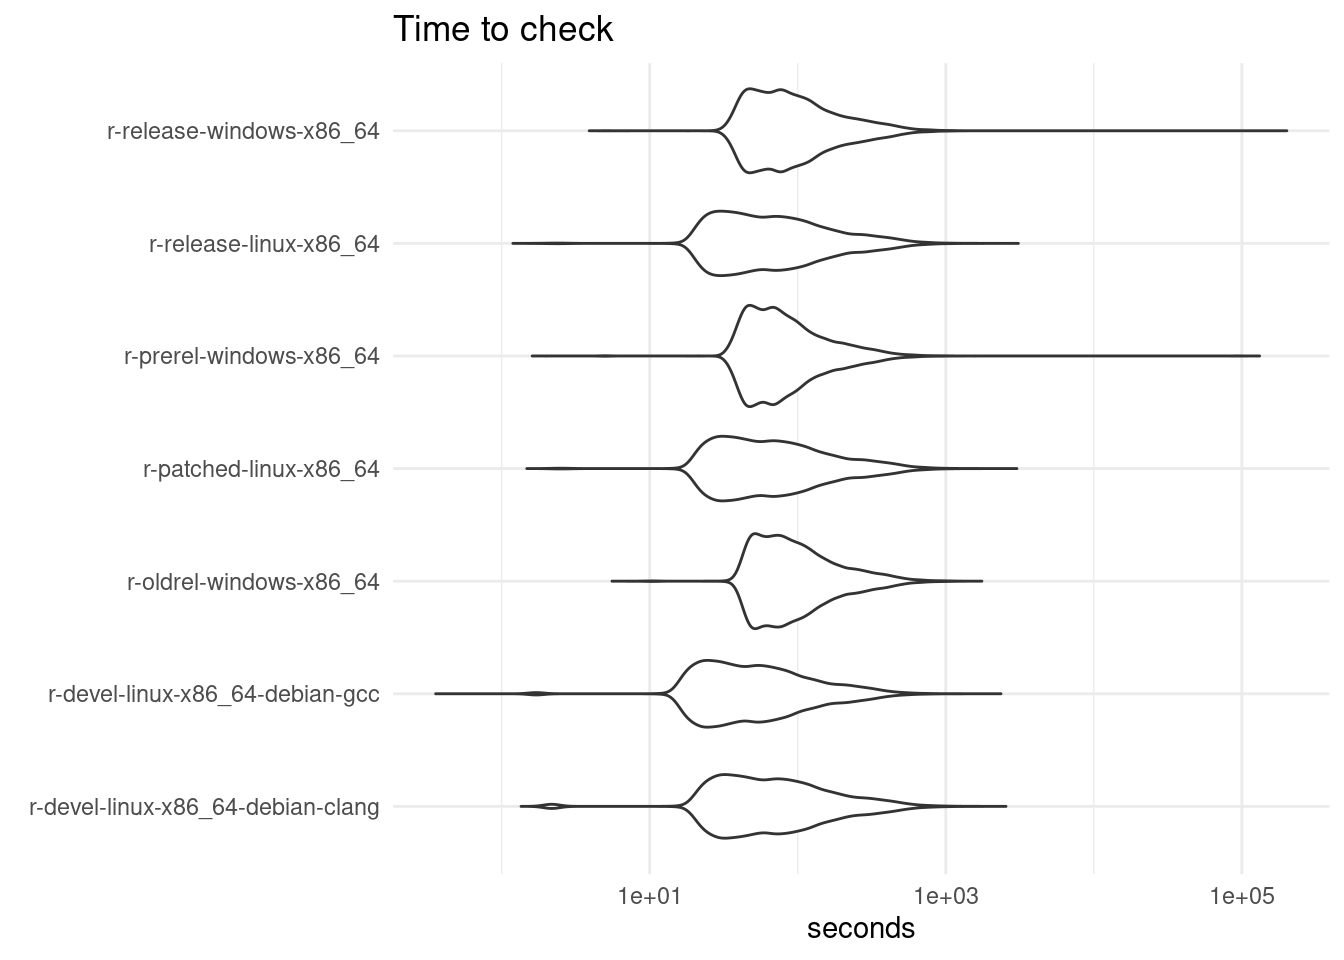 Time to check
r-release-windows-x86_64
r-release-linux-x86_64
r-prerel-windows-x86_64
r-patched-linux-x86_64
r-oldrel-windows-x86_64
r-devel-linux-x86_64-debian-gcc
r-devel-linux-x86_64-debian-clang
1e+01 1e+03 1e+05
seconds